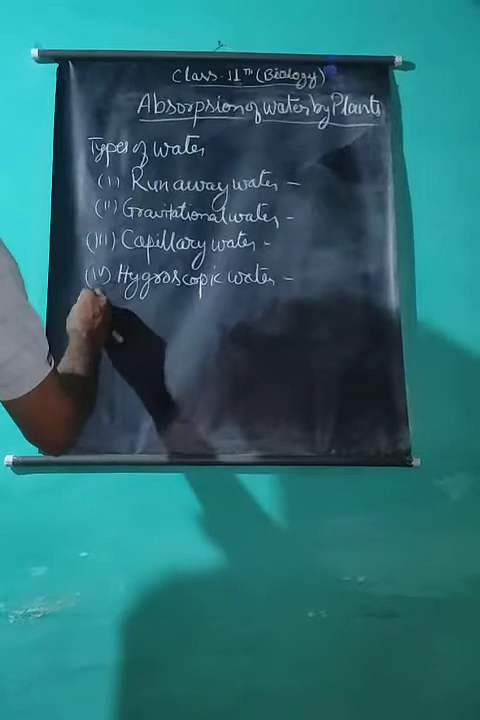 Class-11TH (Biology)
Absorpsion of water by Plants
Types of water
(i) Run away water -
(ii) Gravitational water -
(iii) Capillary water -
(iv) Hygroscopic water -